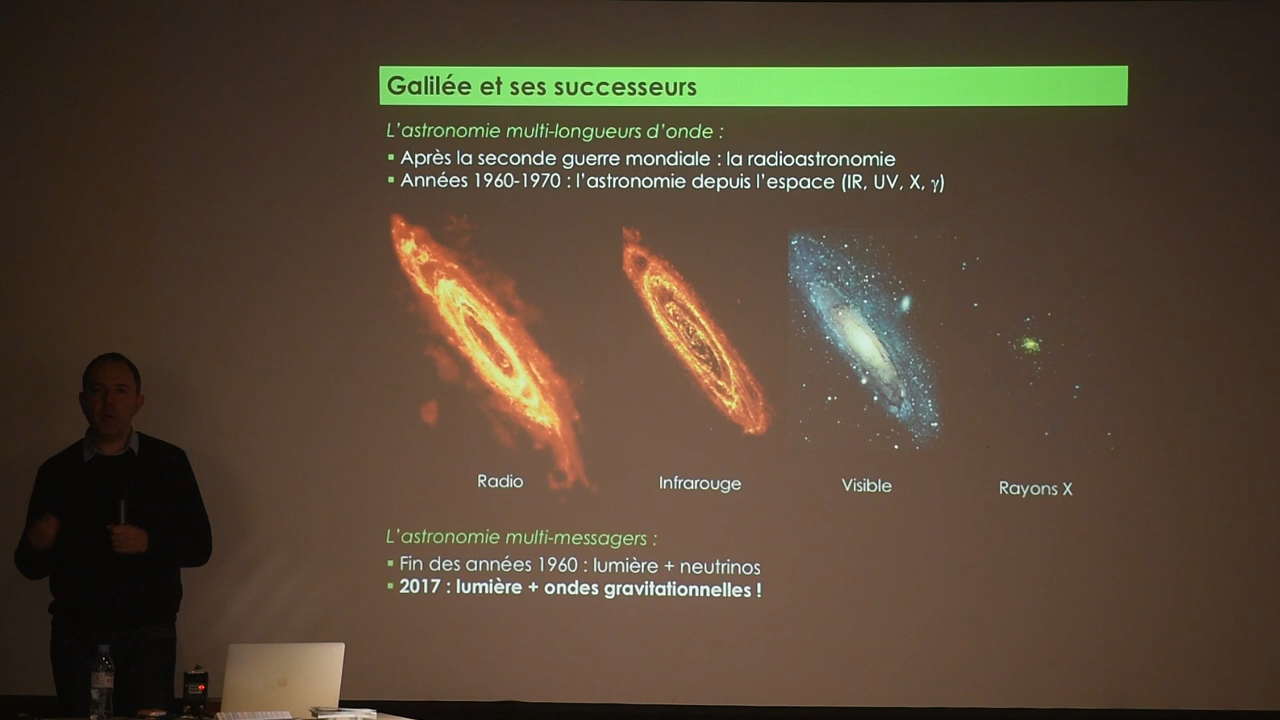 Galilée et ses successeurs
L'astronomie multi-longueurs d'onde :
▪ Après la seconde guerre mondiale : la radioastronomie
▪ Années 1960-1970 : l'astronomie depuis l'espace (IR, UV, X, γ)
Radio
Infrarouge
Visible
Rayons X
L'astronomie multi-messagers :
▪ Fin des années 1960 : lumière + neutrinos
▪ 2017 : lumière + ondes gravitationnelles !